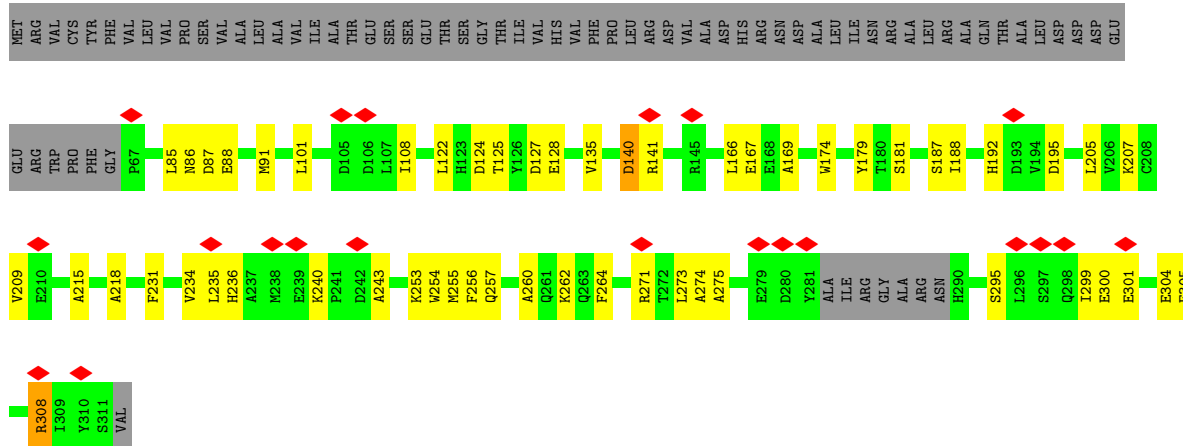 MET ARG VAL CYS TYR PHE VAL LEU VAL PRO SER VAL ALA LEU ALA VAL ILE ALA THR GLU SER SER GLU THR SER GLY THR ILE VAL HIS VAL PHE PRO LEU ARG ASP VAL ALA ASP HIS ARG ASN ASP ALA LEU ILE ASN ARG ALA LEU ARG ALA GLN THR ALA LEU ASP ASP ASP GLU
GLU ARG TRP PRO PHE GLY P67 L85 N86 D87 E88 M91 L101 D105 D106 L107 I108 L122 H123 D124 T125 Y126 D127 E128 V135 D140 R141 R145 L166 E167 E168 A169 W174 Y179 T180 S181 S187 I188 H192 D193 V194 D195 L205 V206 K207 C208
V209 E210 A215 A218 F231 V234 L235 H236 A237 M238 E239 K240 P241 D242 A243 K253 W254 M255 F256 Q257 A260 Q261 K262 Q263 F264 R271 T272 L273 A274 A275 E279 D280 Y281 ALA ILE ARG GLY ALA ARG ASN H290 S295 L296 S297 Q298 I299 E300 E301 E304
R308 I309 Y310 S311 VAL